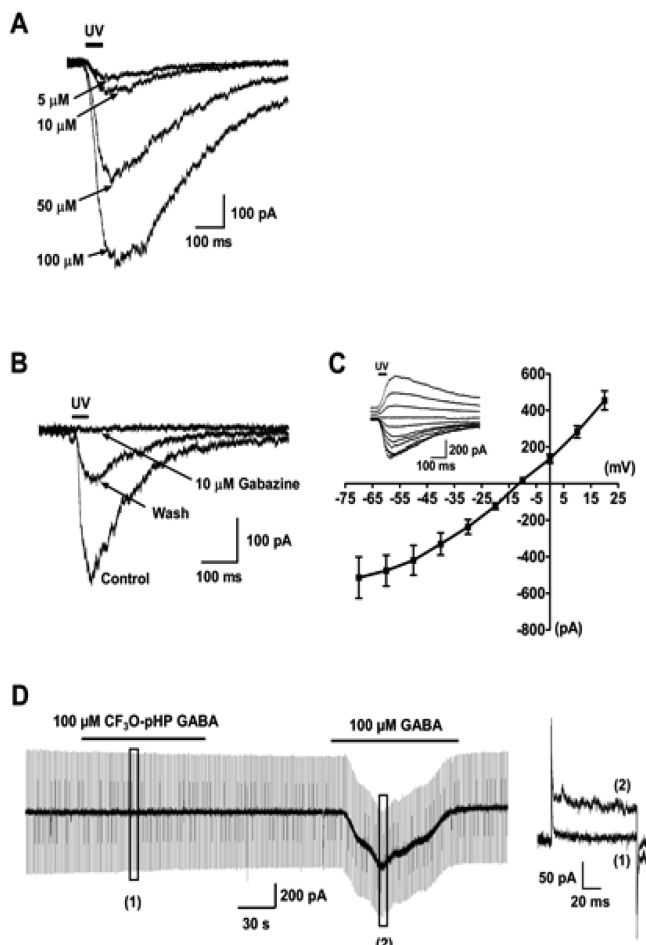 A
UV
5 µM
10 µM
50 µM
100 µM
100 pA
100 ms
B
UV
10 µM Gabazine
Wash
Control
100 pA
100 ms
C
UV
200 pA
100 ms
600
400
200
(mV)
-75 -65 -55 -45 -35 -25 -15 -5 5 15 25
-200
-400
-600
-800
(pA)
D
100 µM CF3O-pHP GABA
100 µM GABA
(1)
200 pA
30 s
(2)
(2)
(1)
50 pA
20 ms